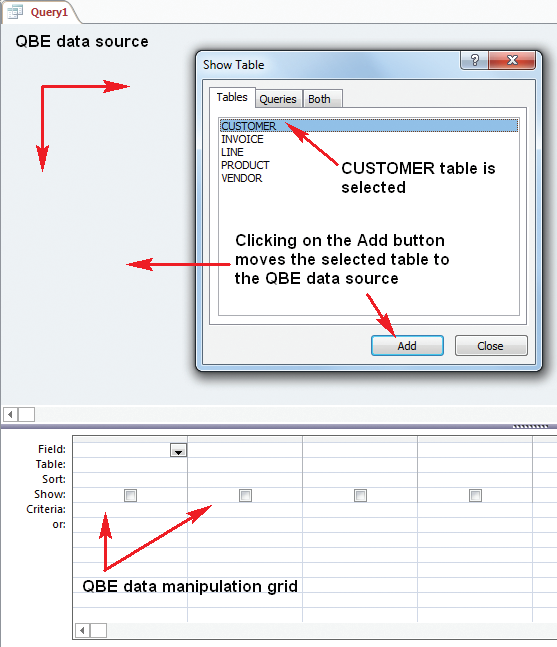 Query1
QBE data source
Show Table
?
Tables Queries Both
CUSTOMER
INVOICE
LINE
PRODUCT
VENDOR
CUSTOMER table is
selected
Clicking on the Add button
moves the selected table to
the QBE data source
Add Close
Field:
Table:
Sort:
Show:
Criteria:
or:
QBE data manipulation grid